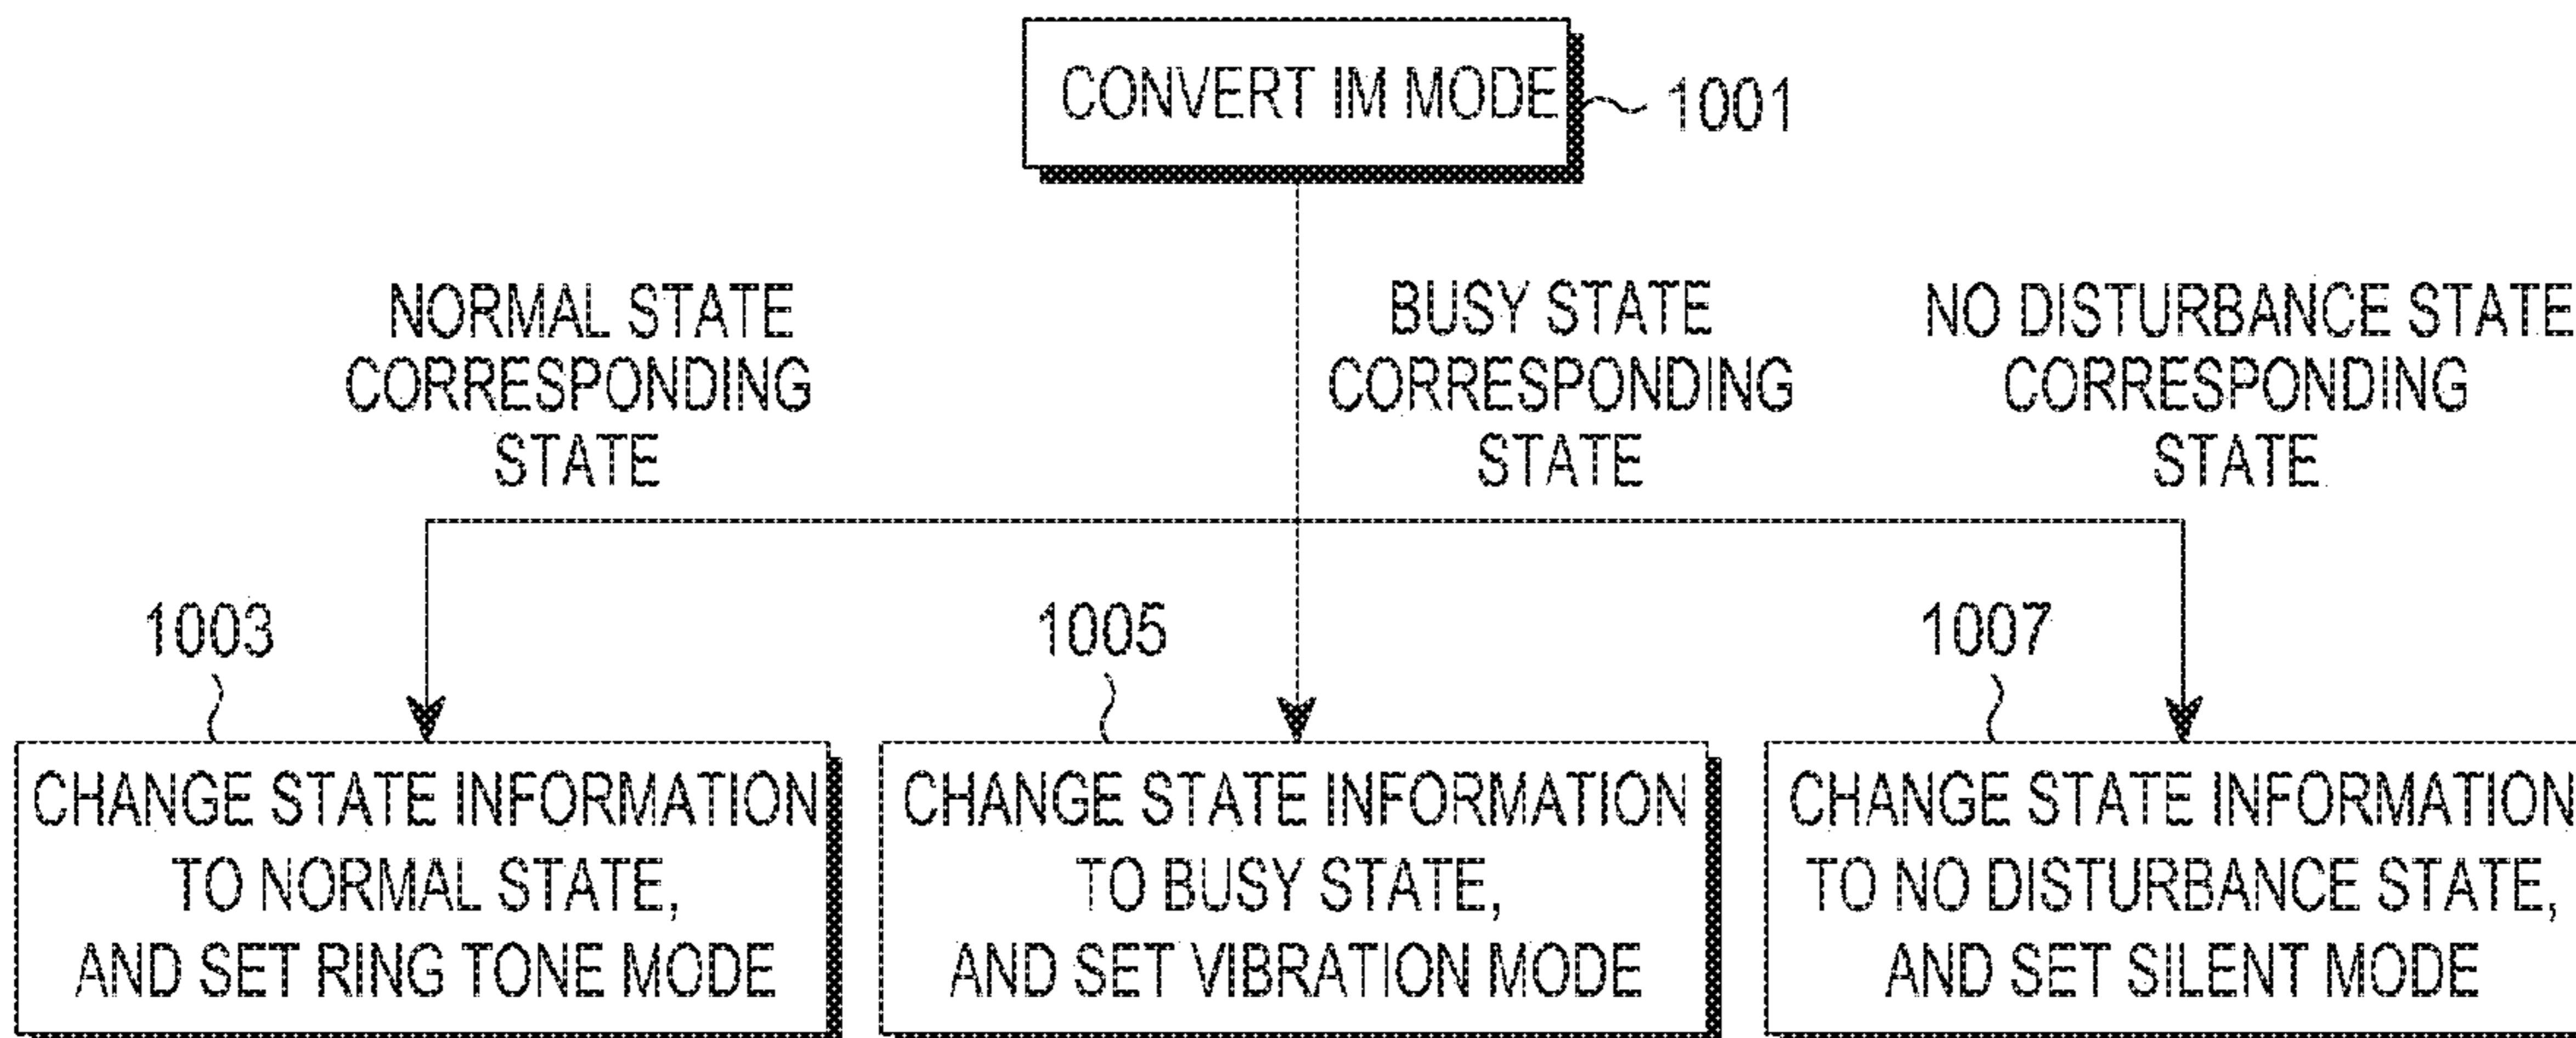 CONVERT IM MODE
1001
NORMAL STATE
CORRESPONDING
STATE
BUSY STATE
CORRESPONDING
STATE
NO DISTURBANCE STATE
CORRESPONDING
STATE
1003
1005
1007
CHANGE STATE INFORMATION
TO NORMAL STATE,
AND SET RING TONE MODE
CHANGE STATE INFORMATION
TO BUSY STATE,
AND SET VIBRATION MODE
CHANGE STATE INFORMATION
TO NO DISTURBANCE STATE,
AND SET SILENT MODE